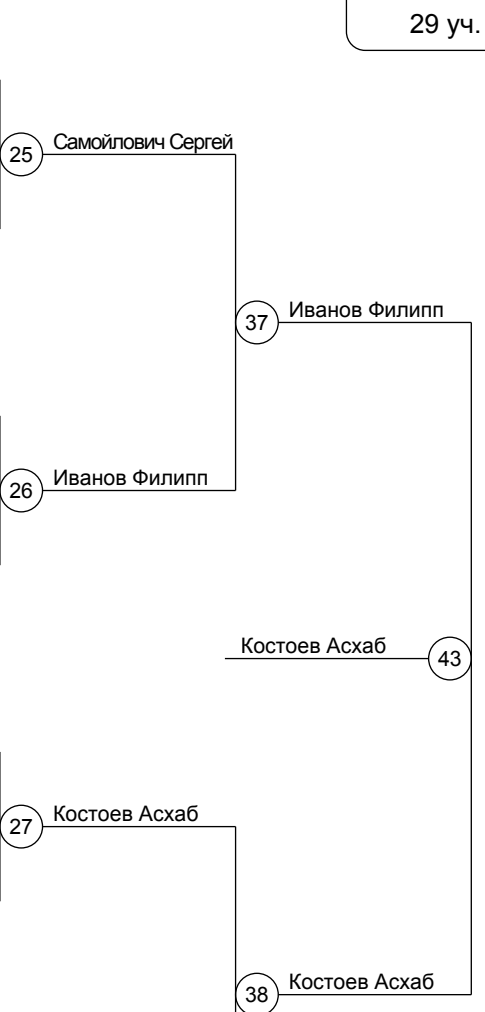 29 уч.
25 Самойлович Сергей
37 Иванов Филипп
26 Иванов Филипп
Костоев Асхаб 43
27 Костоев Асхаб
38 Костоев Асхаб